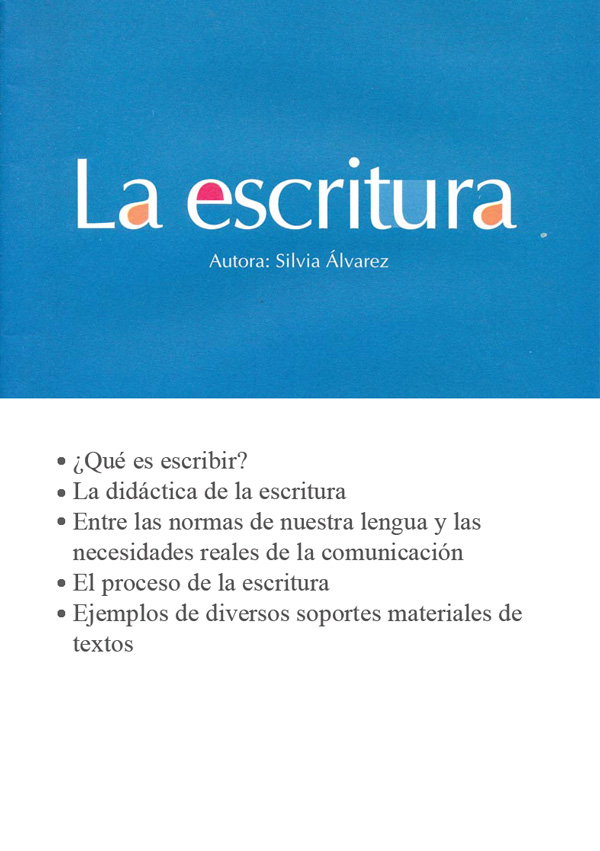 La escritura
Autora: Silvia Álvarez
• ¿Qué es escribir?
• La didáctica de la escritura
• Entre las normas de nuestra lengua y las
necesidades reales de la comunicación
• El proceso de la escritura
• Ejemplos de diversos soportes materiales de
textos